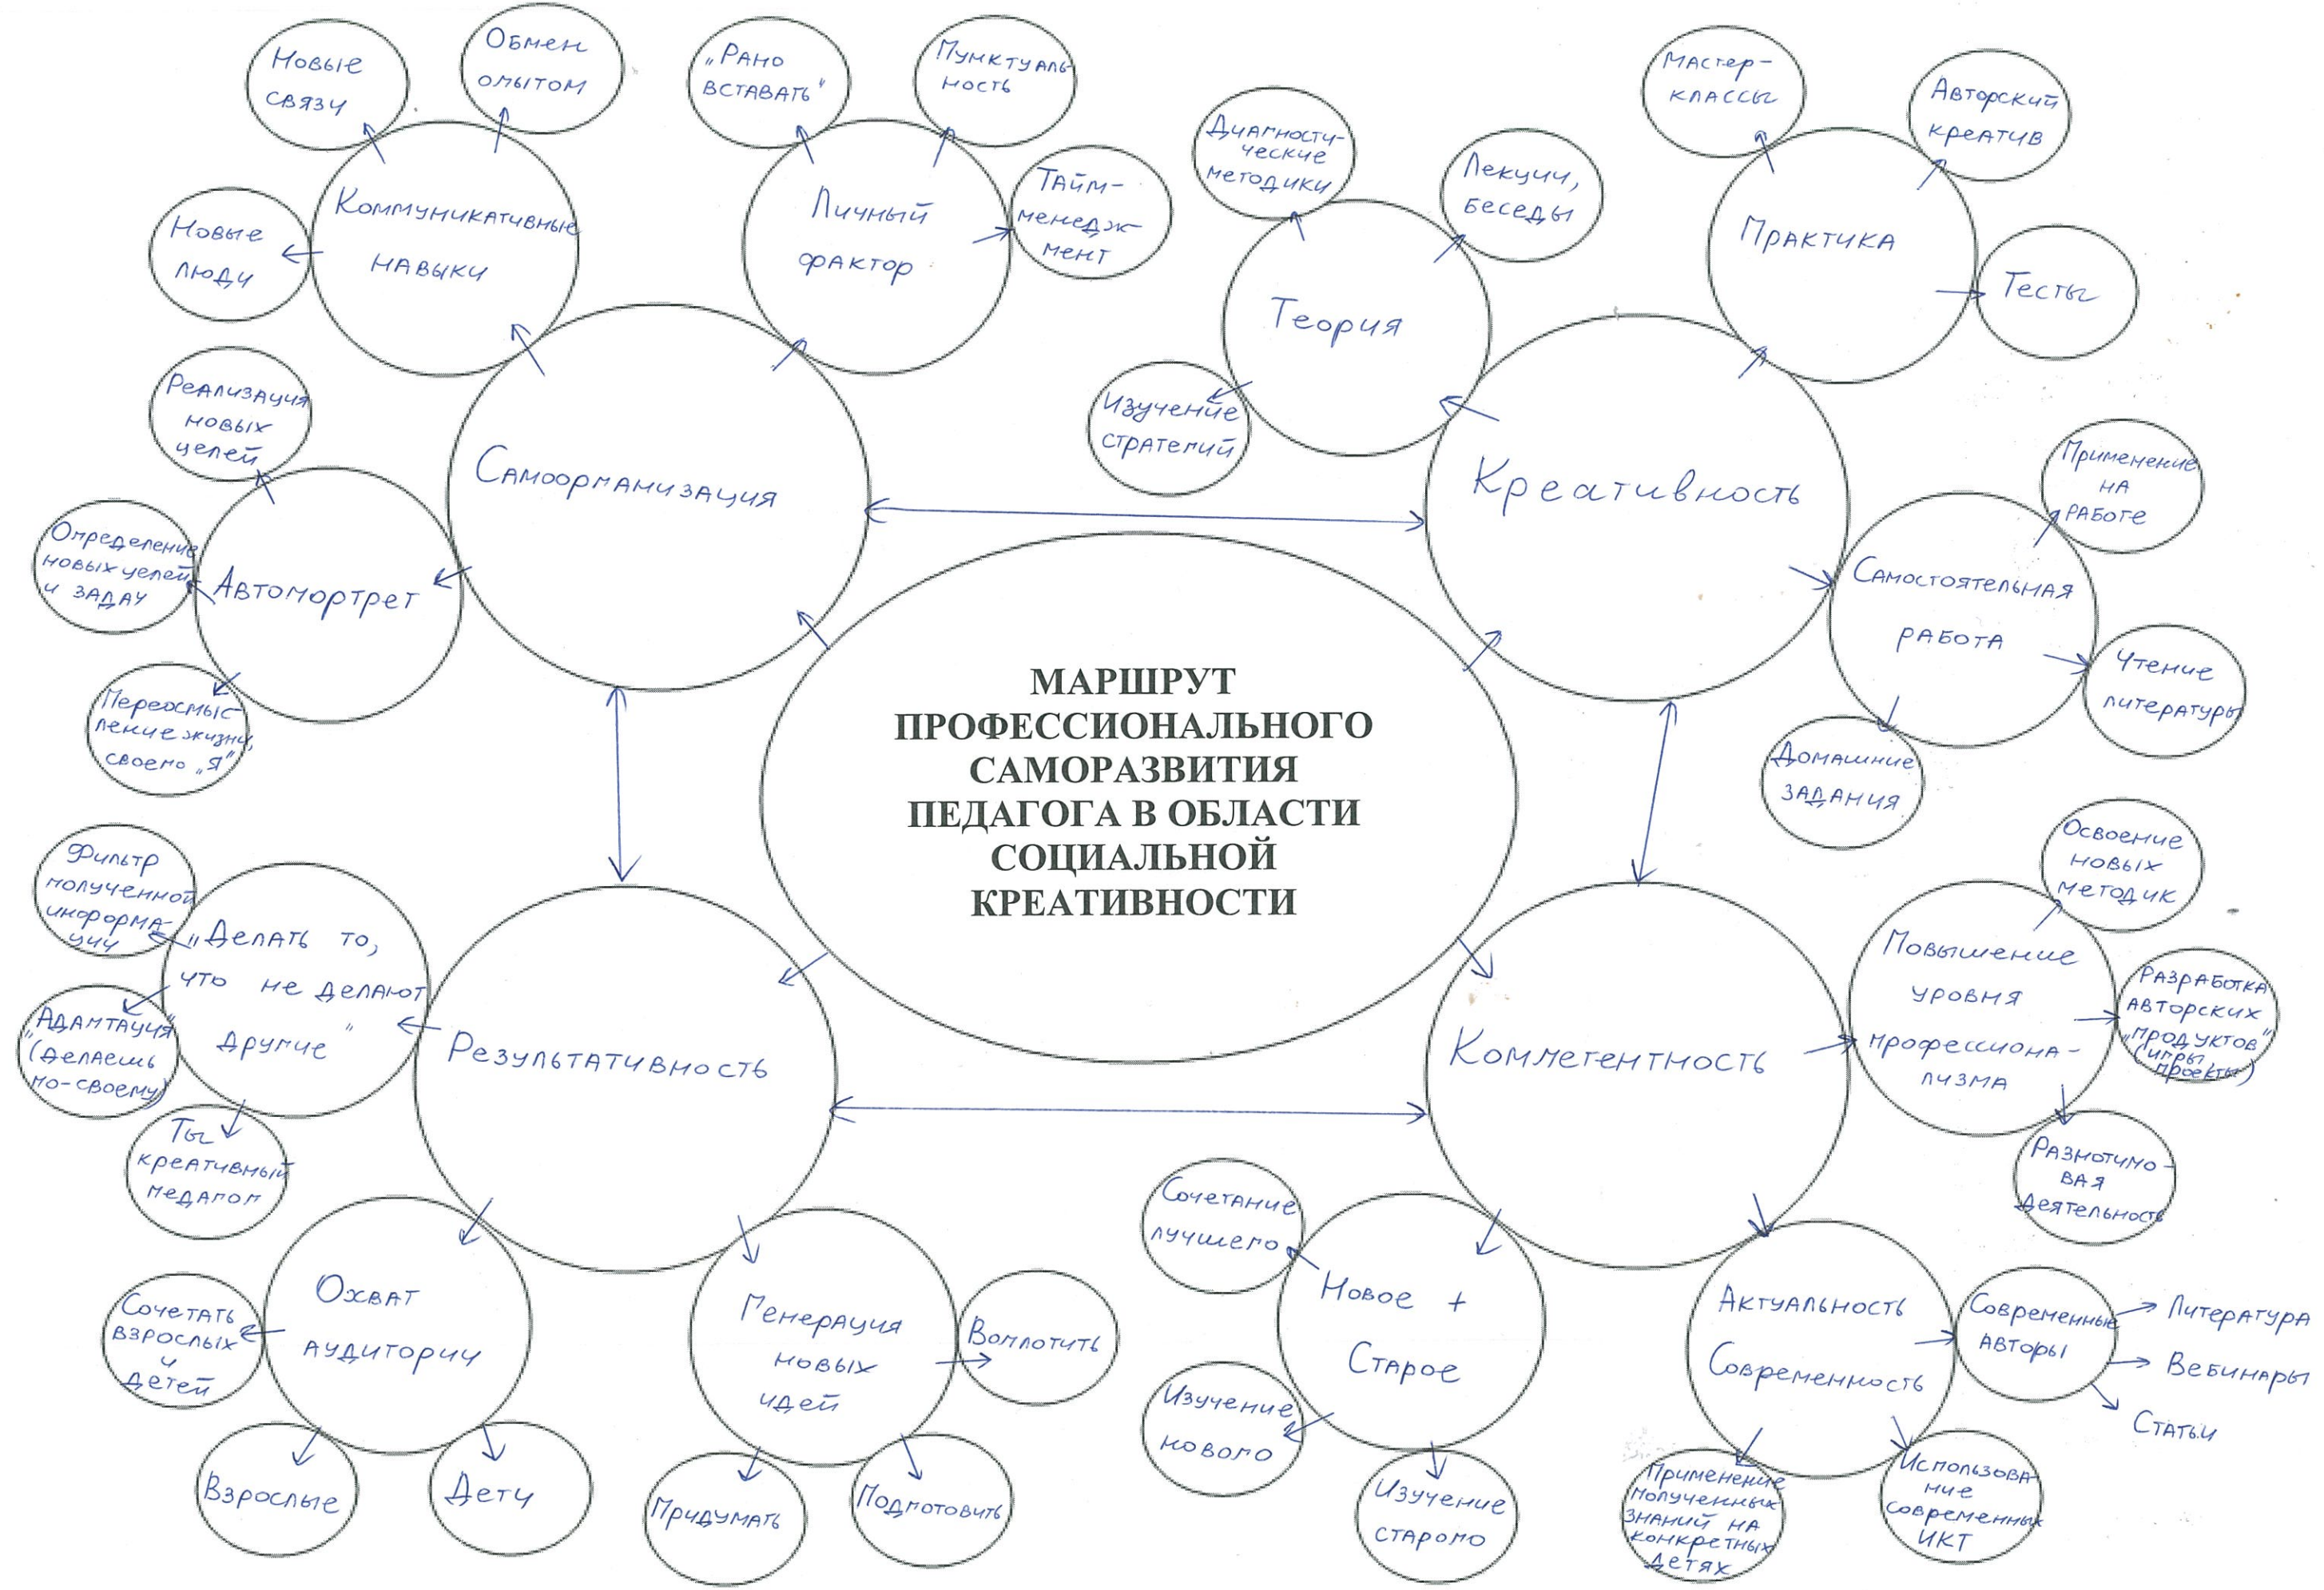 Новые
связи
Обмен
опытом
Новые
люди
Коммуникативные
навыки
„Рано
вставать"
Пунктуаль-
ность
Тайм-
менедж-
мент
Личный
фактор
Реализация
новых
целей
Определение
новых целей
и задач
Переосмыс-
ление жизни,
своего „Я"
Автопортрет
Самоорганизация
Диагности-
ческие
методики
Лекции,
беседы
Изучение
стратегий
Теория
Мастер-
классы
Авторский
креатив
Тесты
Практика
Креативность
Применение
на
работе
Чтение
литературы
Домашние
задания
Самостоятельная
работа
МАРШРУТ
ПРОФЕССИОНАЛЬНОГО
САМОРАЗВИТИЯ
ПЕДАГОГА В ОБЛАСТИ
СОЦИАЛЬНОЙ
КРЕАТИВНОСТИ
Фильтр
полученной
информа-
ции
„Адаптация"
(делаешь
по-своему)
Ты
креативный
педагог
„Делать то,
что не делают
другие"
Результативность
Охват
аудитории
Сочетать
взрослых
и
детей
Взрослые
Дети
Генерация
новых
идей
Воплотить
Придумать
Подготовить
Компетентность
Повышение
уровня
профессиона-
лизма
Освоение
новых
методик
Разработка
авторских
„продуктов"
(игры,
проекты)
Разнотипо-
вая
деятельность
Сочетание
лучшего
Новое +
Старое
Изучение
нового
Изучение
старого
Актуальность
Современность
Современные
авторы
Литература
Вебинары
Статьи
Применение
полученных
знаний на
конкретных
детях
Использова-
ние
современных
ИКТ